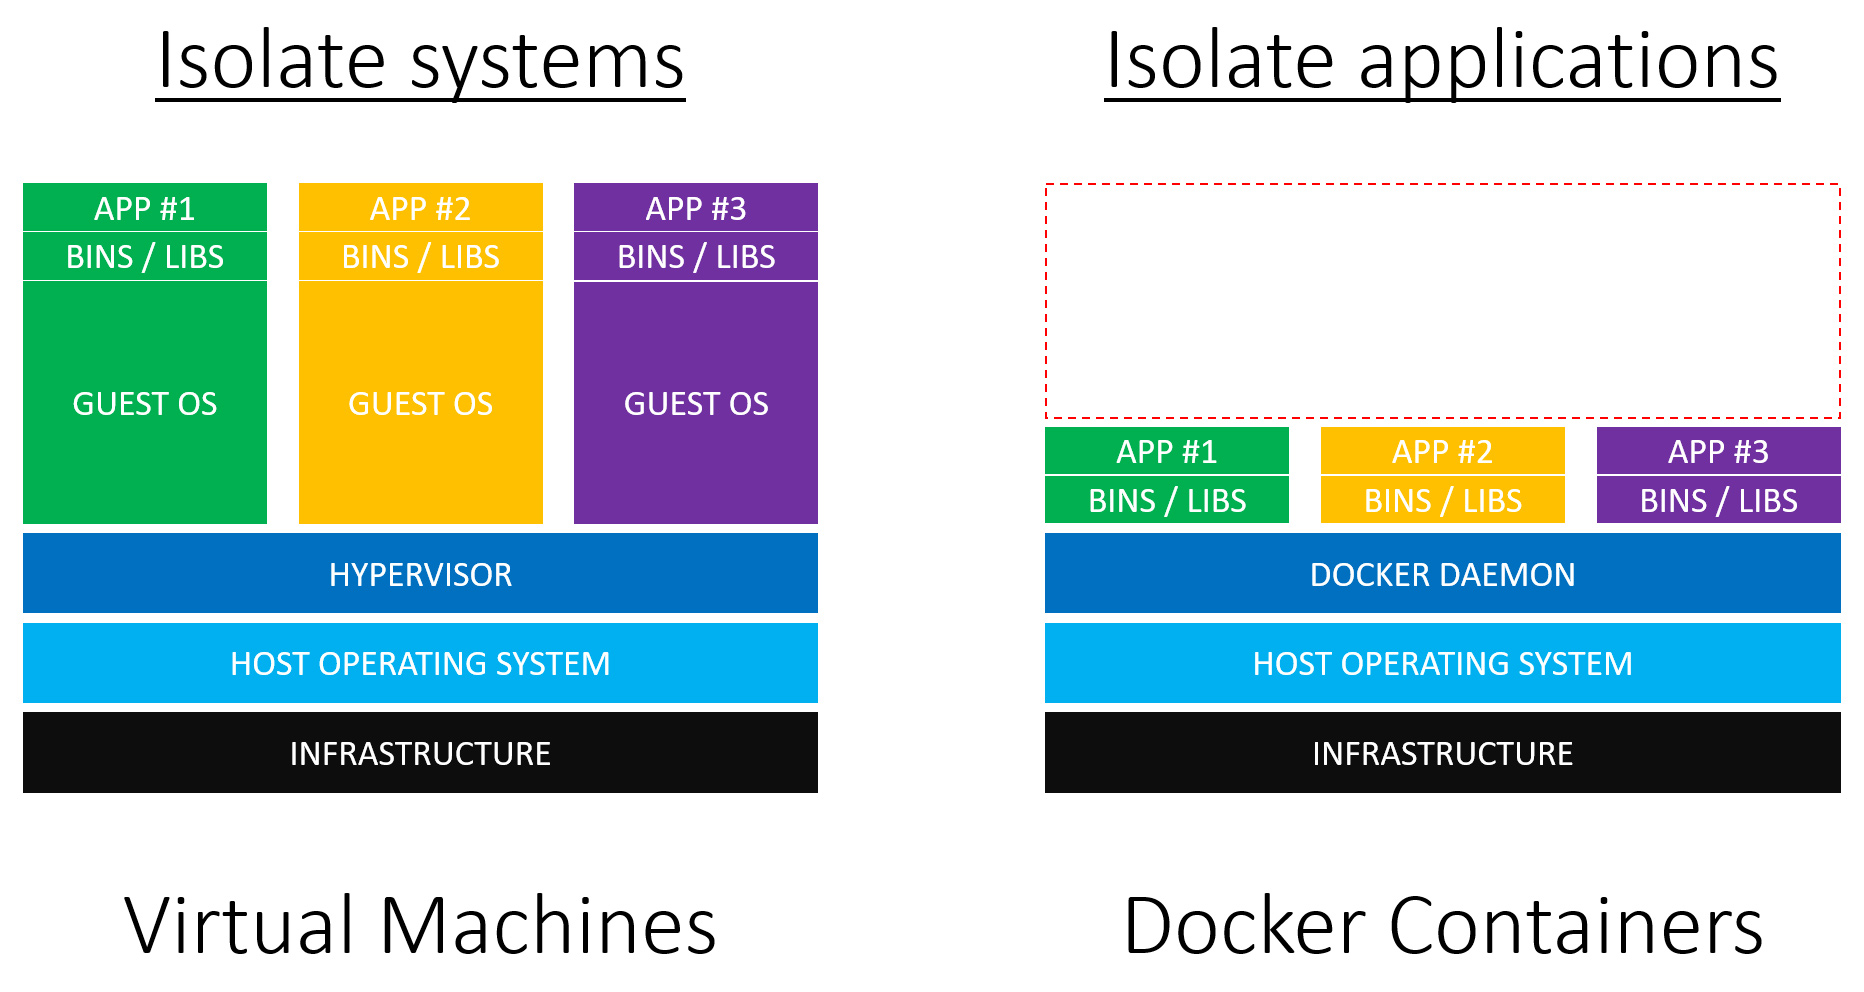 Isolate systems
Isolate applications
APP #1
APP #2
APP #3
BINS / LIBS
BINS / LIBS
BINS / LIBS
GUEST OS
GUEST OS
GUEST OS
HYPERVISOR
HOST OPERATING SYSTEM
INFRASTRUCTURE
Virtual Machines
APP #1
APP #2
APP #3
BINS / LIBS
BINS / LIBS
BINS / LIBS
DOCKER DAEMON
HOST OPERATING SYSTEM
INFRASTRUCTURE
Docker Containers